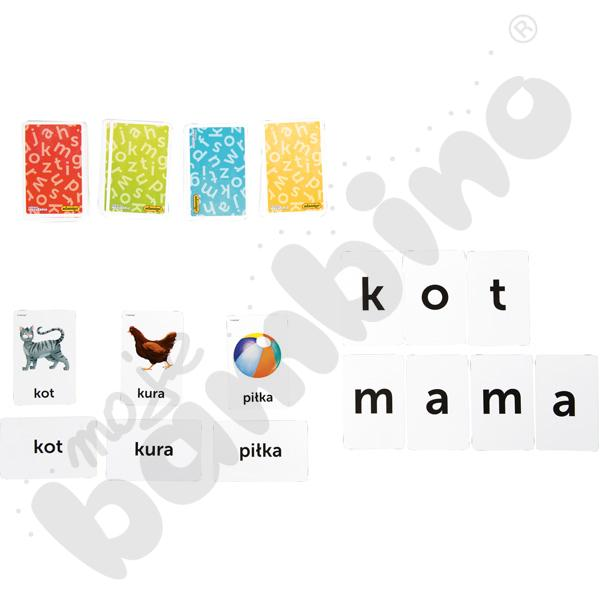 k o t
kot kura piłka
m a m a
kot kura piłka
moje
bambino ®